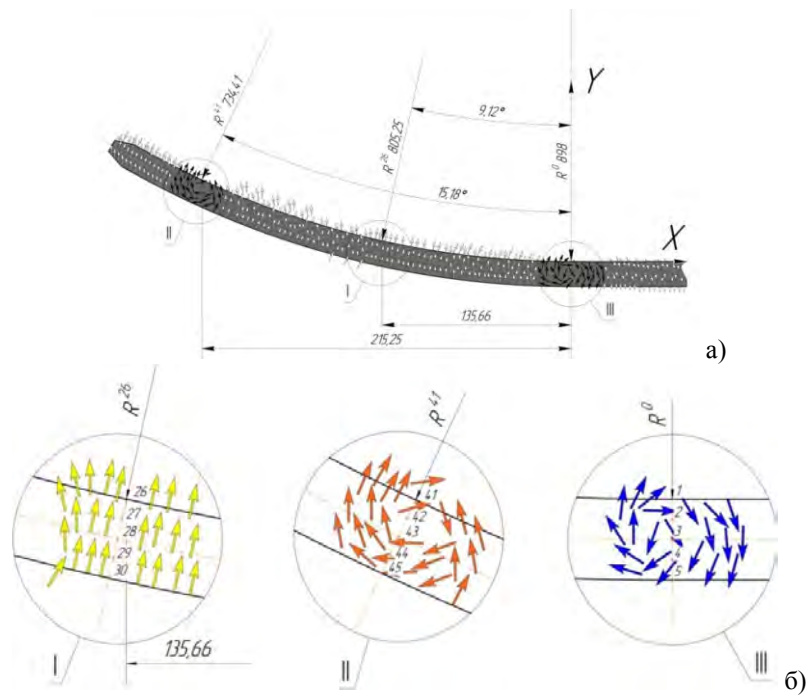 Y
9,12°
R⁴¹ 734,41
R²⁶ 805,25
R⁰ 898
15,18°
X
II
I
III
135,66
215,25
а)
R²⁶
R⁴¹
R⁰
26
27
28
29
30
41
42
43
44
45
1
2
3
4
5
135,66
I
II
III
б)